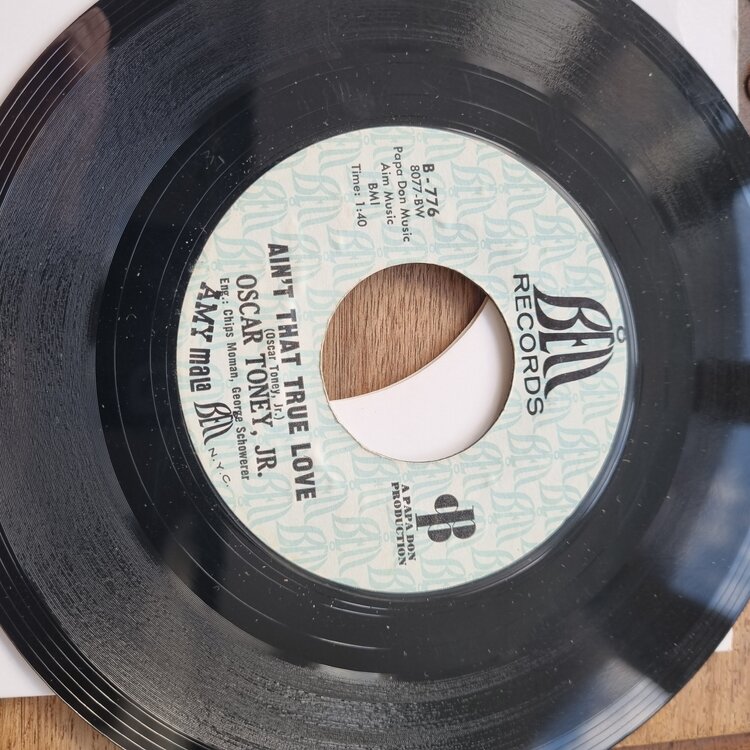 BELL
RECORDS
B-776
8077-BW
Papa Don Music
Aim Music
BMI
Time: 1:40
A PAPA DON
PRODUCTION
AIN'T THAT TRUE LOVE
(Oscar Toney, Jr.)
OSCAR TONEY, JR.
Eng.: Chips Moman, George Schowerer
AMY mala BELL N.Y.C.